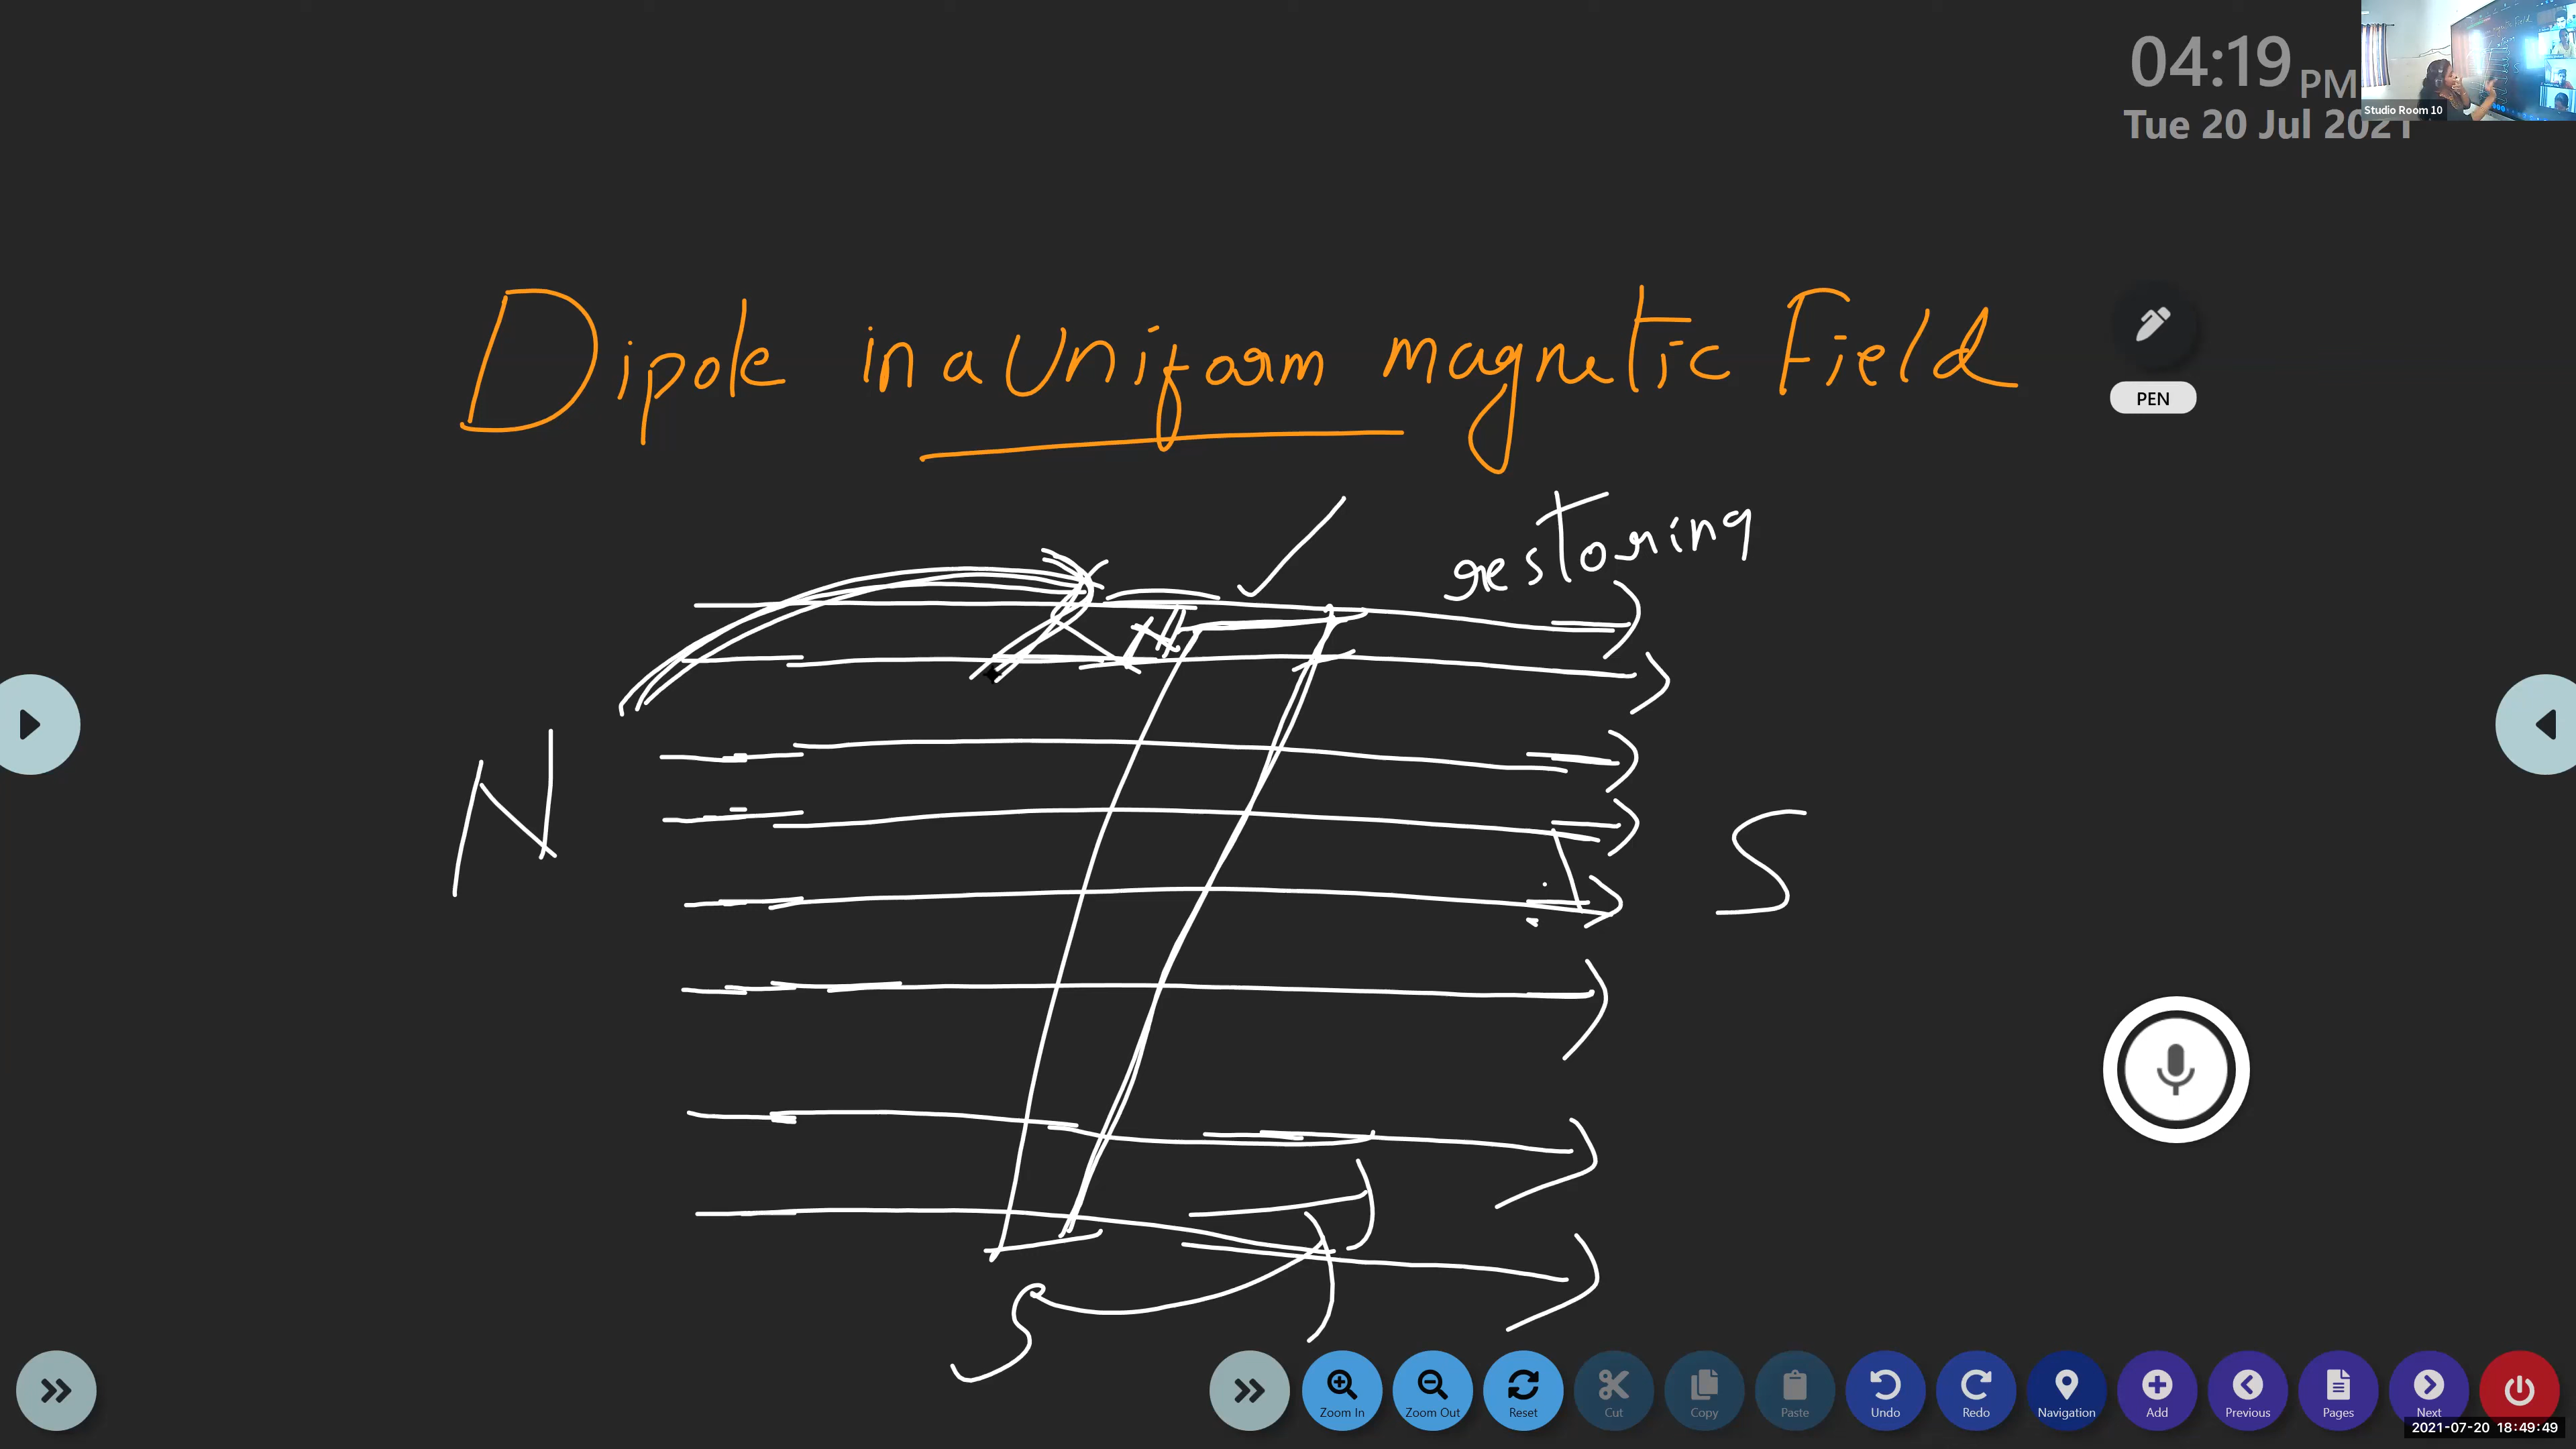 04:19 PM
Studio Room 10
Tue 20 Jul 2021
Dipole in a Uniform magnetic Field
PEN
restoring
N
N
S
S
Zoom In
Zoom Out
Reset
Cut
Copy
Paste
Undo
Redo
Navigation
Add
Previous
Pages
Next
2021-07-20 18:49:49